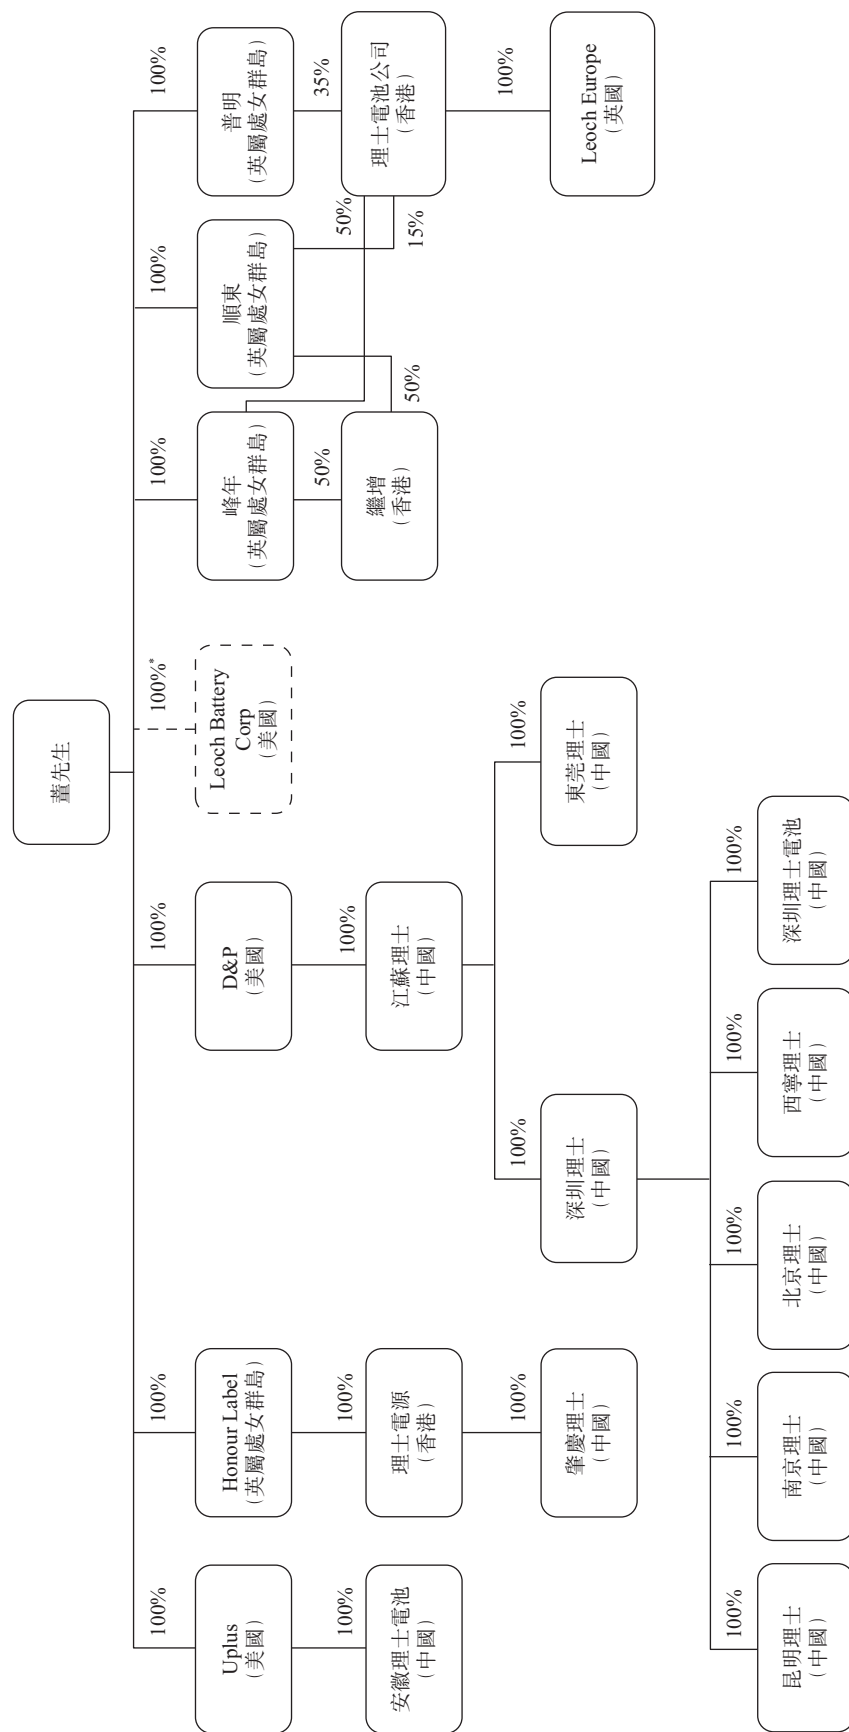 董先生
100%
100%
100%
100%*
100%
100%
100%
Uplus
(美國)
Honour Label
(英屬處女群島)
D&P
(美國)
Leoch Battery
Corp
(美國)
峰年
(英屬處女群島)
順東
(英屬處女群島)
普明
(英屬處女群島)
100%
100%
100%
50%
50%
50%
15%
35%
安徽理士電池
(中國)
理士電源
(香港)
江蘇理士
(中國)
繼增
(香港)
理士電池公司
(香港)
100%
100%
100%
100%
肇慶理士
(中國)
深圳理士
(中國)
東莞理士
(中國)
Leoch Europe
(英國)
100%
100%
100%
100%
100%
昆明理士
(中國)
南京理士
(中國)
北京理士
(中國)
西寧理士
(中國)
深圳理士電池
(中國)